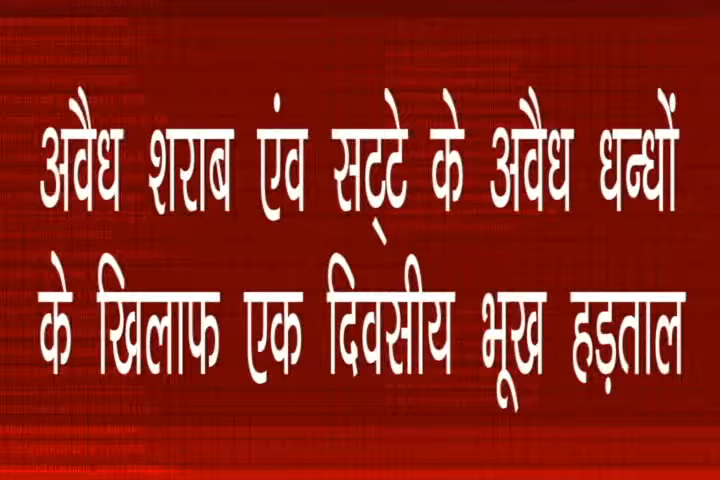 अवैध शराब एंव सट्टे के अवैध धन्धों
के खिलाफ एक दिवसीय भूख हड़ताल